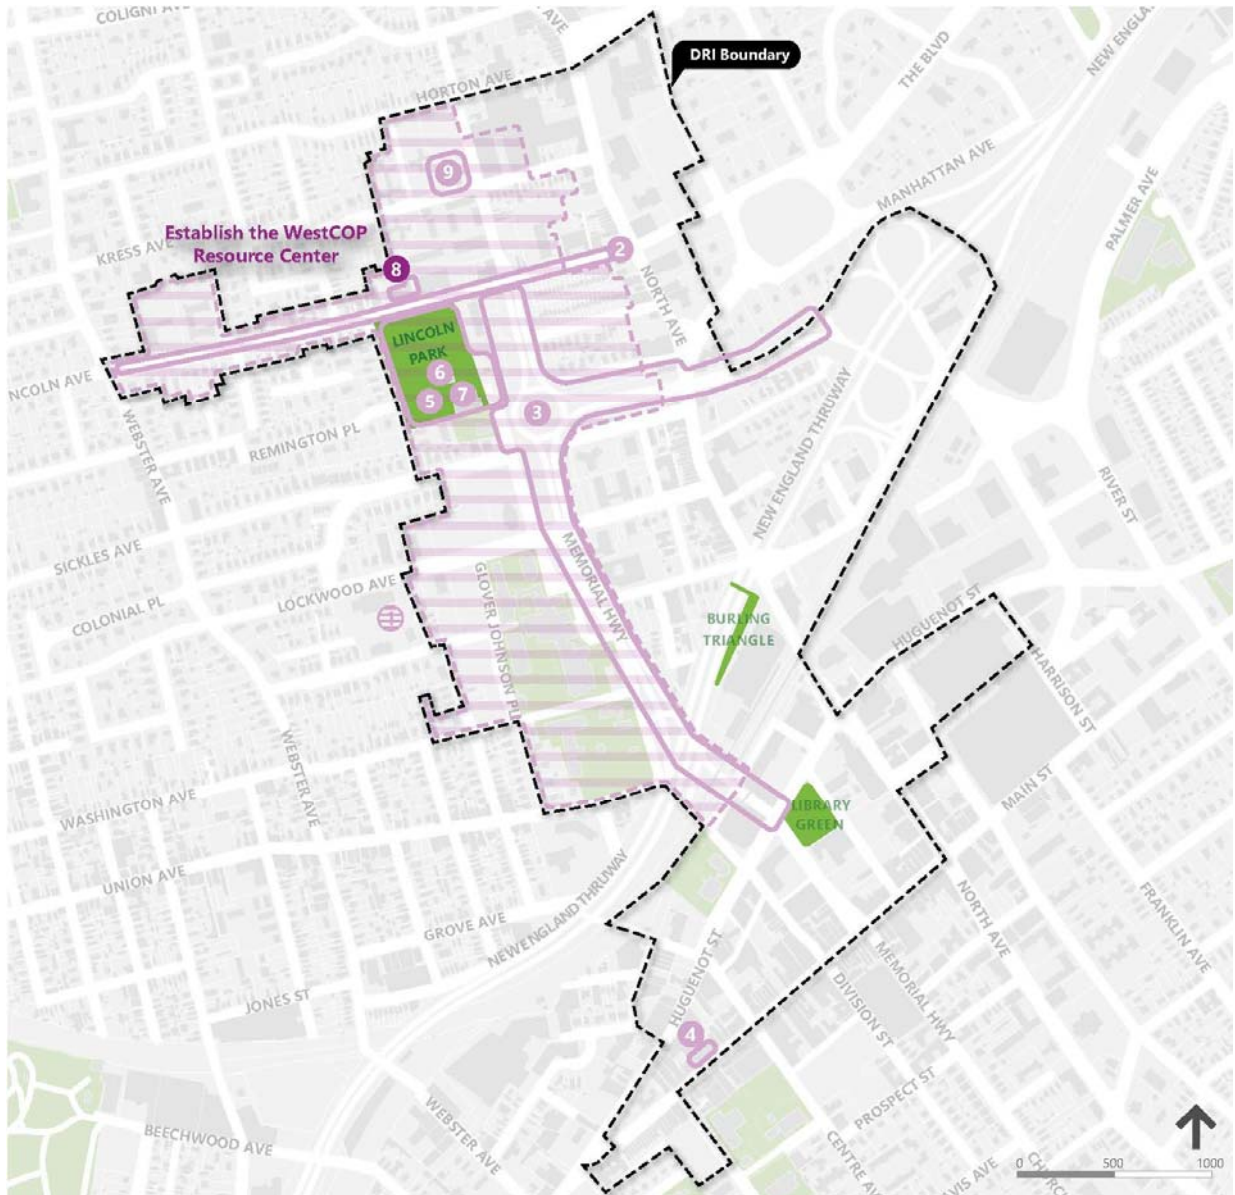 COLIGNI AVE
AVE
NEW ENGLAND
DRI Boundary
THE BLVD
HORTON AVE
MANHATTAN AVE
PALMER AVE
9
Establish the WestCOP
Resource Center
KRESS AVE
8
2
NORTH AVE
LINCOLN
PARK
6
5
7
3
NCOLN AVE
WEBSTER AVE
REMINGTON PL
NEW ENGLAND THRUWAY
RIVER ST
SICKLES AVE
MEMORIAL HWY
LOCKWOOD AVE
COLONIAL PL
GLOVER JOHNSON PL
BURLING
TRIANGLE
HUGUENOT ST
HARRISON ST
WEBSTER AVE
WASHINGTON AVE
MAIN ST
LIBRARY
GREEN
UNION AVE
GROVE AVE
NEW ENGLAND THRUWAY
NORTH AVE
FRANKLIN AVE
JONES ST
HUGUENOT ST
MEMORIAL HWY
DIVISION ST
4
PROSPECT ST
WEBSTER AVE
BEECHWOOD AVE
CENTRE AVE
VIS AVE
CHURC
0 500 1000